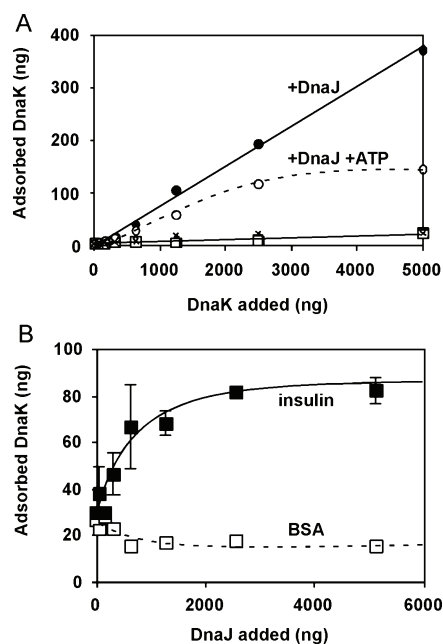 A
400
300
200
100
0
Adsorbed DnaK (ng)
+DnaJ
+DnaJ +ATP
0 1000 2000 3000 4000 5000
DnaK added (ng)
B
100
80
60
40
20
0
Adsorbed DnaK (ng)
insulin
BSA
0 2000 4000 6000
DnaJ added (ng)